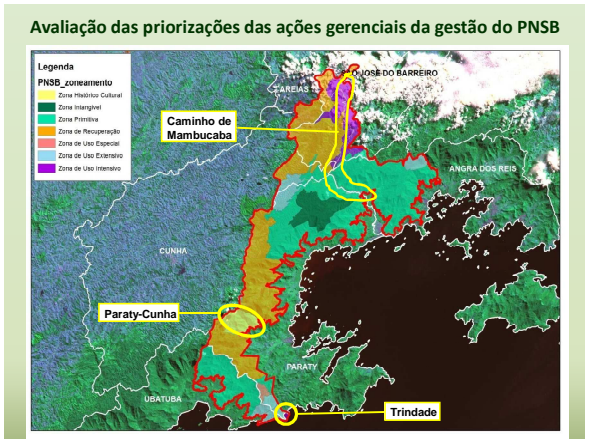 Avaliação das priorizações das ações gerenciais da gestão do PNSB
Legenda
PNSB_zoneamento
Zona Histórico Cultural
Zona Intangível
Zona Primitiva
Zona de Recuperação
Zona de Uso Especial
Zona de Uso Extensivo
Zona de Uso Intensivo
O JOSÉ DO BARREIRO
AREIAS
Caminho de
Mambucaba
ANGRA DOS REIS
CUNHA
Paraty-Cunha
PARATY
UBATUBA
Trindade